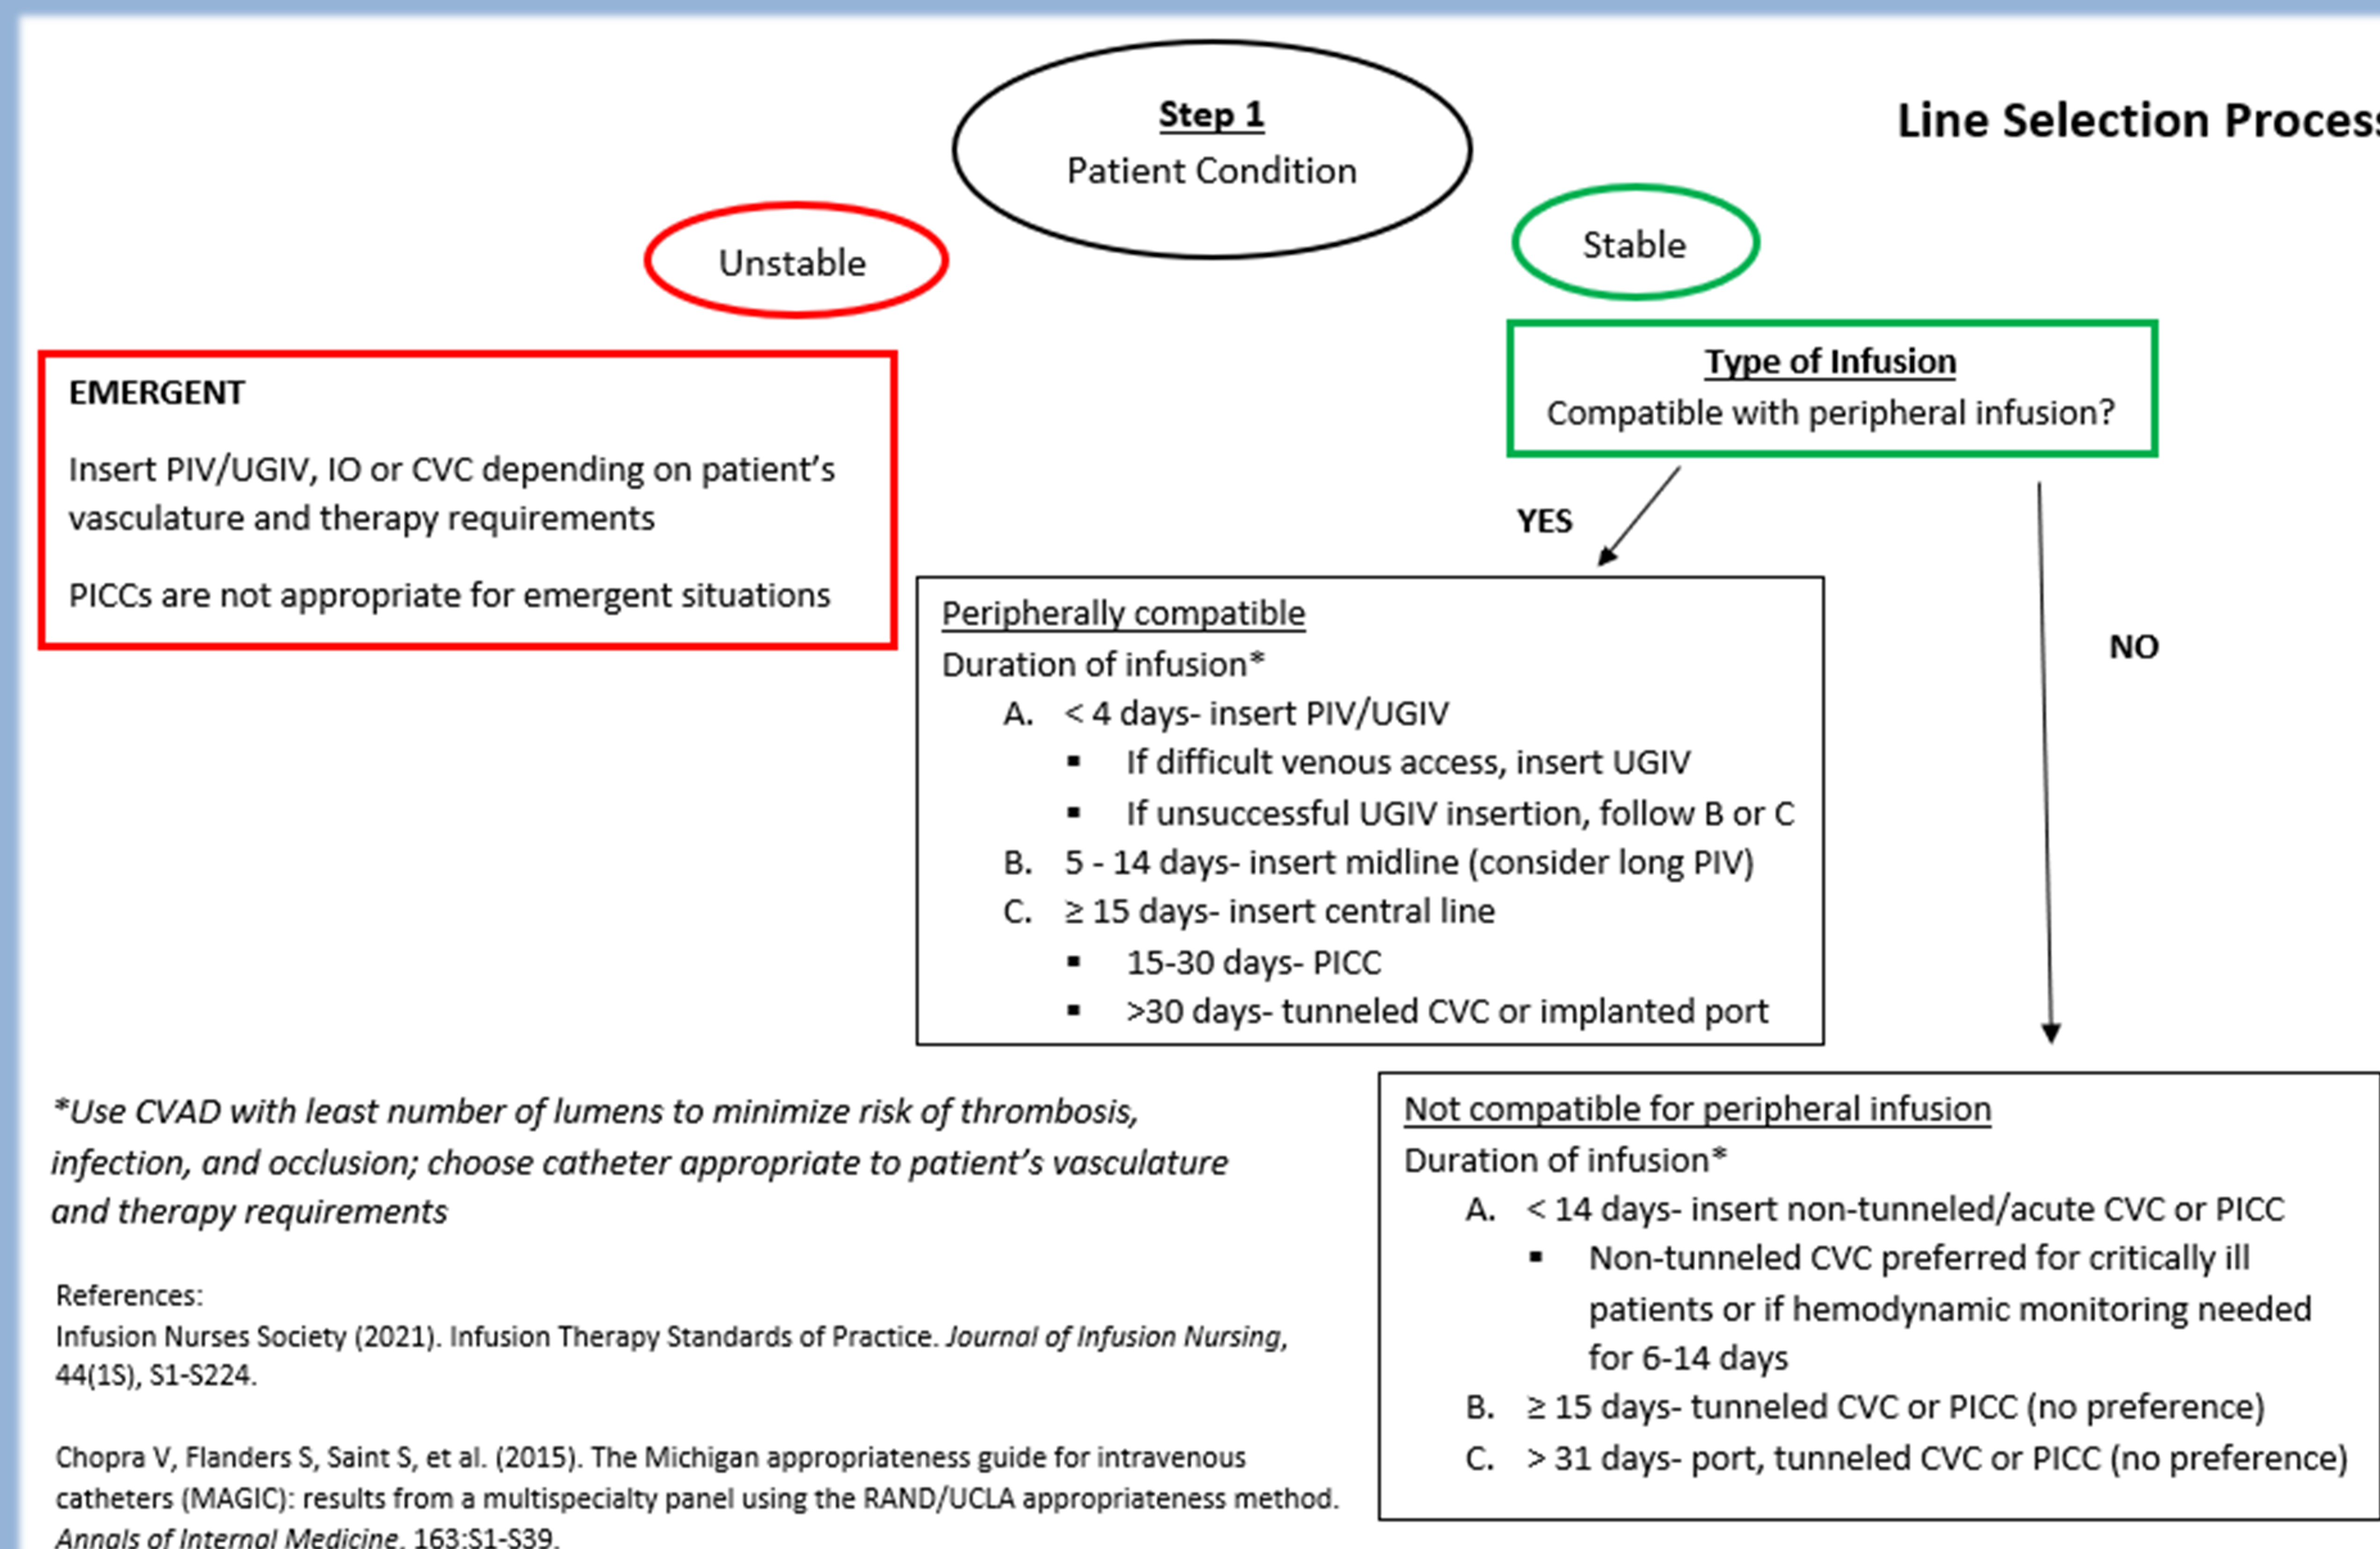 Step 1
Patient Condition
Line Selection Process
Unstable
Stable
EMERGENT
Insert PIV/UGIV, IO or CVC depending on patient’s
vasculature and therapy requirements
PICCs are not appropriate for emergent situations
Type of Infusion
Compatible with peripheral infusion?
YES
NO
Peripherally compatible
Duration of infusion*
A. < 4 days- insert PIV/UGIV
▪ If difficult venous access, insert UGIV
▪ If unsuccessful UGIV insertion, follow B or C
B. 5 - 14 days- insert midline (consider long PIV)
C. ≥ 15 days- insert central line
▪ 15-30 days- PICC
▪ >30 days- tunneled CVC or implanted port
Not compatible for peripheral infusion
Duration of infusion*
A. < 14 days- insert non-tunneled/acute CVC or PICC
▪ Non-tunneled CVC preferred for critically ill
patients or if hemodynamic monitoring needed
for 6-14 days
B. ≥ 15 days- tunneled CVC or PICC (no preference)
C. > 31 days- port, tunneled CVC or PICC (no preference)
*Use CVAD with least number of lumens to minimize risk of thrombosis,
infection, and occlusion; choose catheter appropriate to patient’s vasculature
and therapy requirements
References:
Infusion Nurses Society (2021). Infusion Therapy Standards of Practice. Journal of Infusion Nursing,
44(1S), S1-S224.
Chopra V, Flanders S, Saint S, et al. (2015). The Michigan appropriateness guide for intravenous
catheters (MAGIC): results from a multispecialty panel using the RAND/UCLA appropriateness method.
Annals of Internal Medicine, 163:S1-S39.